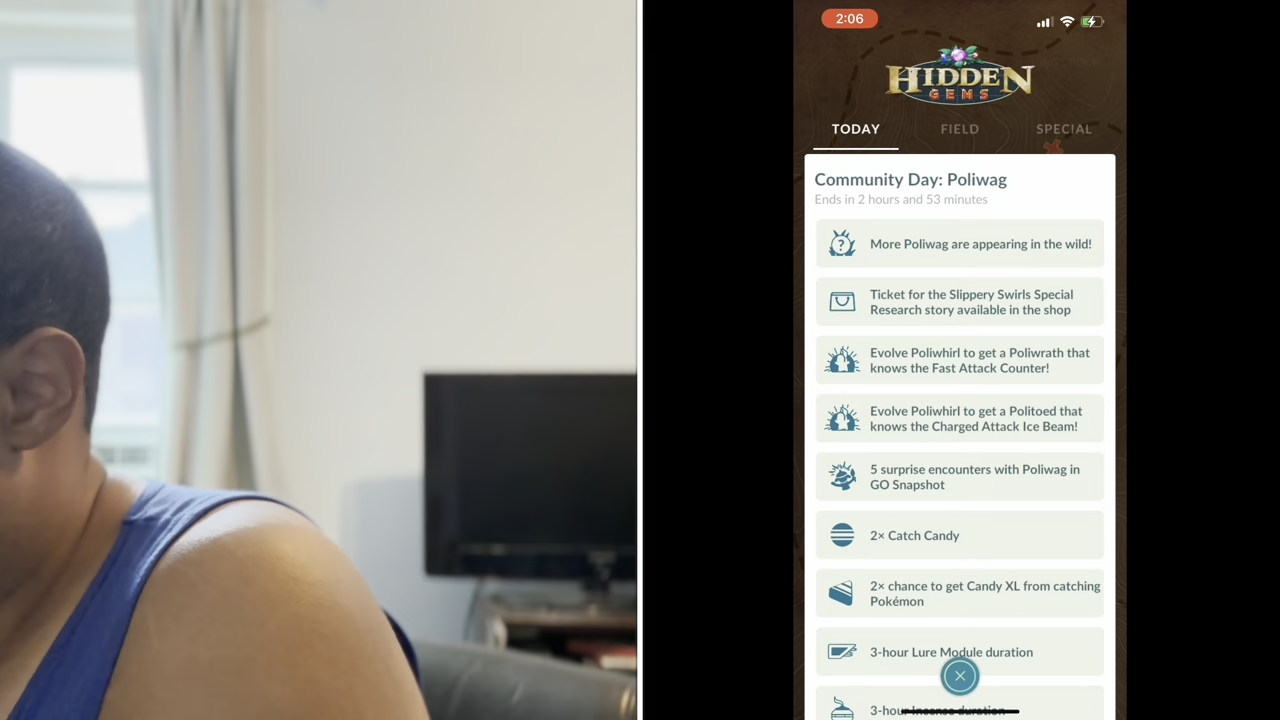 2:06
HIDDEN
GEMS
TODAY
FIELD
SPECIAL
Community Day: Poliwag
Ends in 2 hours and 53 minutes
More Poliwag are appearing in the wild!
Ticket for the Slippery Swirls Special
Research story available in the shop
Evolve Poliwhirl to get a Poliwrath that
knows the Fast Attack Counter!
Evolve Poliwhirl to get a Politoed that
knows the Charged Attack Ice Beam!
5 surprise encounters with Poliwag in
GO Snapshot
2× Catch Candy
2× chance to get Candy XL from catching
Pokémon
3-hour Lure Module duration
3-hour Incense duration